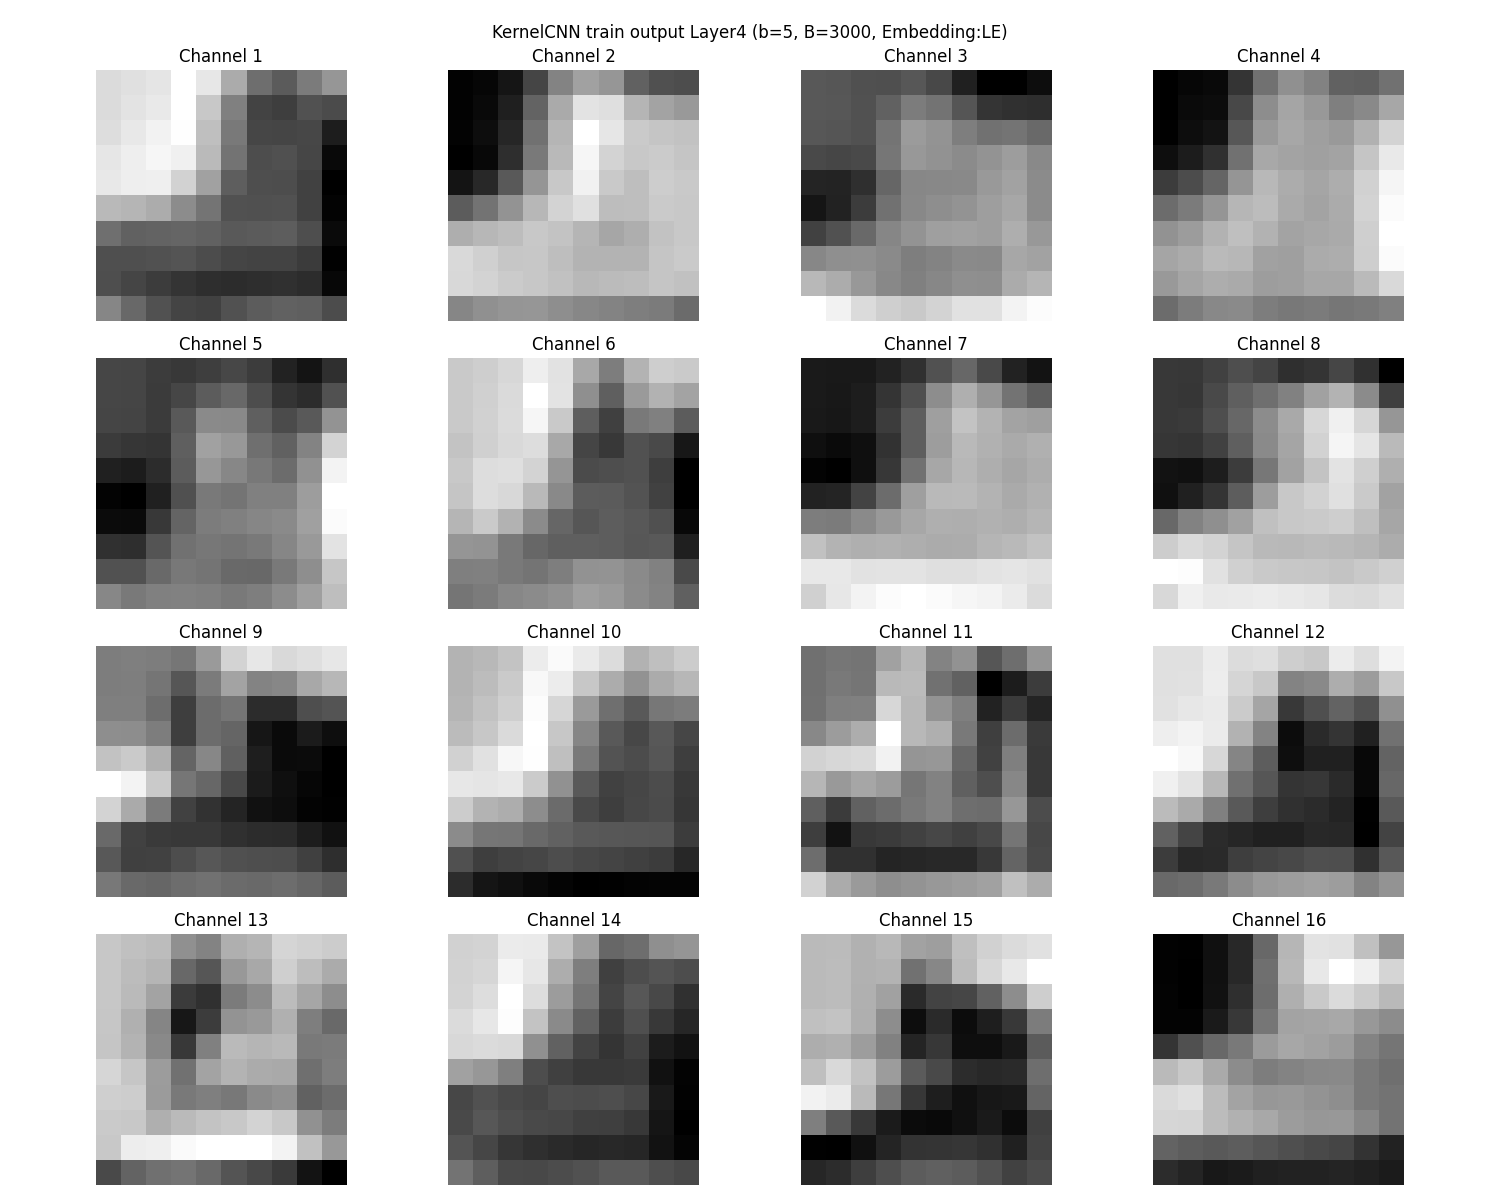 KernelCNN train output Layer4 (b=5, B=3000, Embedding:LE)
Channel 1 Channel 2 Channel 3 Channel 4
Channel 5 Channel 6 Channel 7 Channel 8
Channel 9 Channel 10 Channel 11 Channel 12
Channel 13 Channel 14 Channel 15 Channel 16